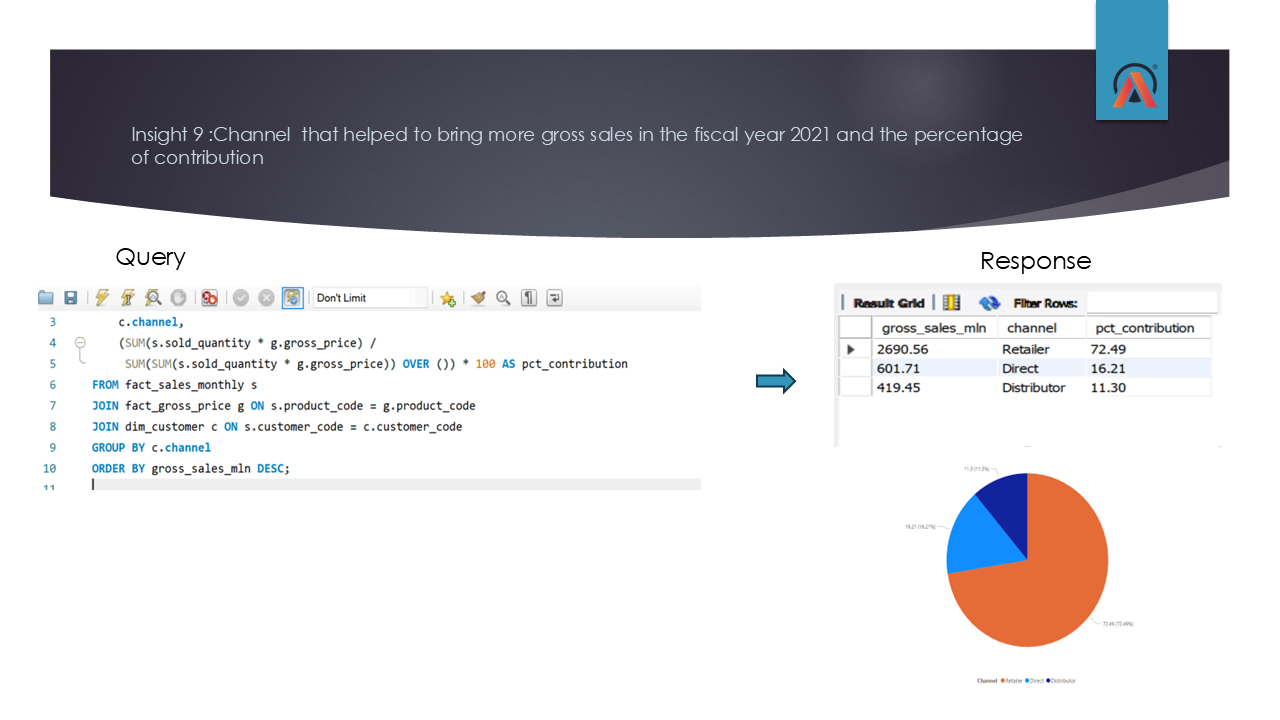 Insight 9 :Channel  that helped to bring more gross sales in the fiscal year 2021 and the percentage
of contribution
Query
Response
Don't Limit
3 c.channel,
4 (SUM(s.sold_quantity * g.gross_price) /
5 SUM(SUM(s.sold_quantity * g.gross_price)) OVER ()) * 100 AS pct_contribution
6 FROM fact_sales_monthly s
7 JOIN fact_gross_price g ON s.product_code = g.product_code
8 JOIN dim_customer c ON s.customer_code = c.customer_code
9 GROUP BY c.channel
10 ORDER BY gross_sales_mln DESC;
11
Result Grid Filter Rows:
gross_sales_mln channel pct_contribution
2690.56 Retailer 72.49
601.71 Direct 16.21
419.45 Distributor 11.30
11.3 (11.3%)
16.21 (16.21%)
72.49 (72.49%)
Channel Retailer Direct Distributor